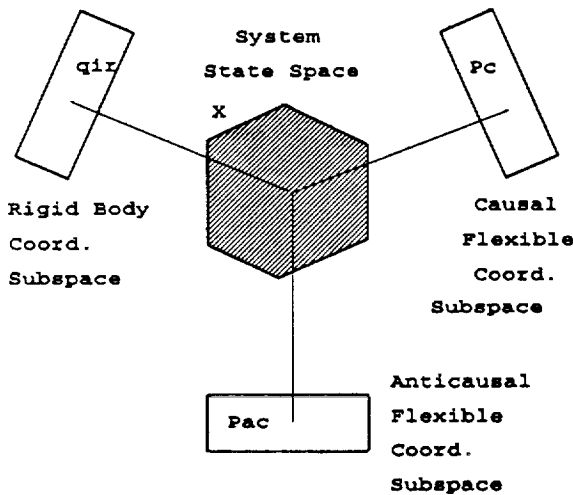 System
State Space
qir
Pc
X
Rigid Body
Coord.
Subspace
Causal
Flexible
Coord.
Subspace
Pac
Anticausal
Flexible
Coord.
Subspace